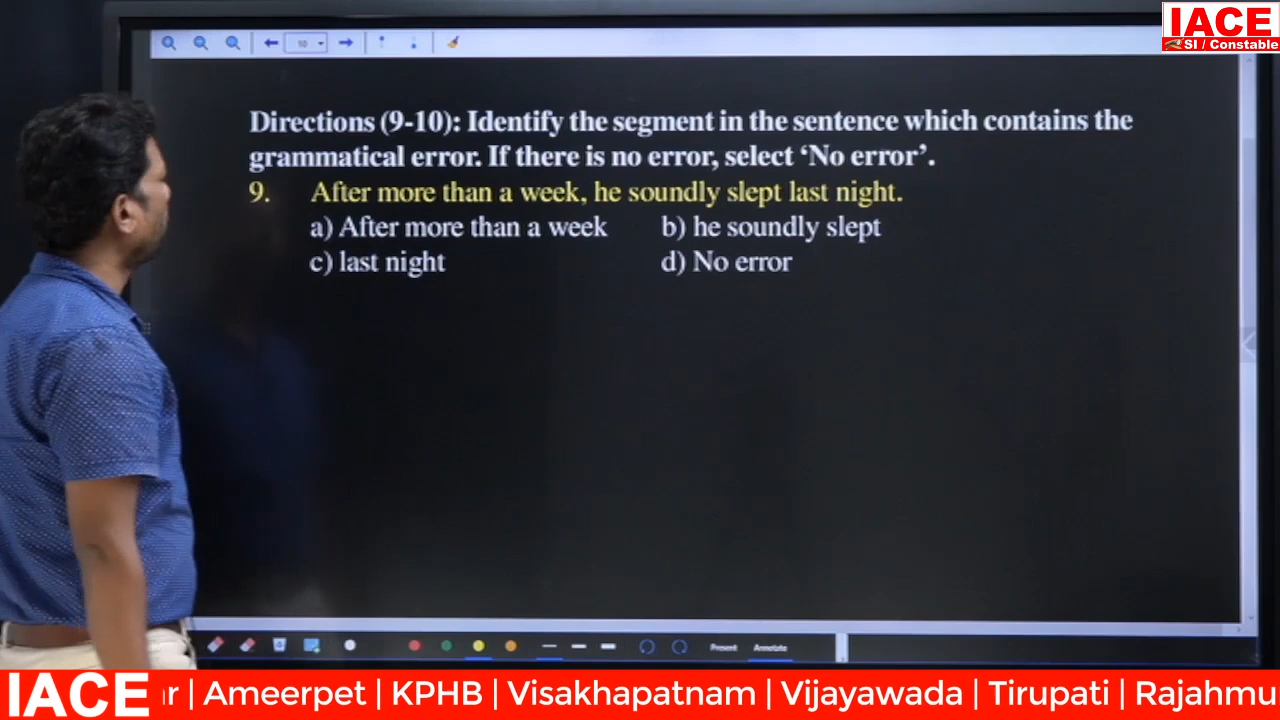 IACE
SI / Constable
10
Directions (9-10): Identify the segment in the sentence which contains the
grammatical error. If there is no error, select ‘No error’.
9. After more than a week, he soundly slept last night.
a) After more than a week b) he soundly slept
c) last night d) No error
Present Annotate
IACE ar | Ameerpet | KPHB | Visakhapatnam | Vijayawada | Tirupati | Rajahmu